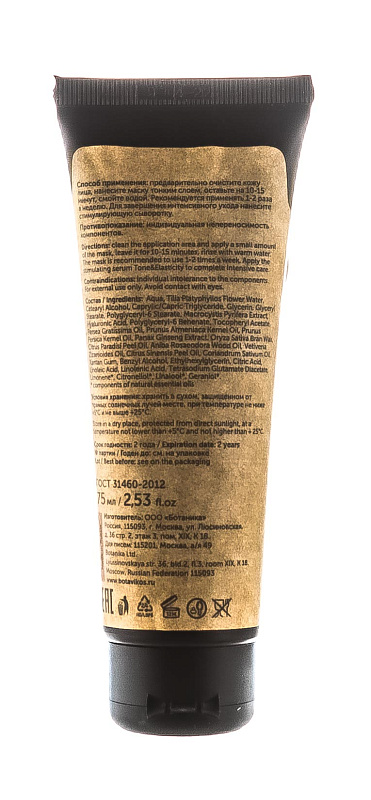 Способ применения: предварительно очистите кожу
лица, нанесите маску тонким слоем, оставьте на 10-15
минут, смойте водой. Рекомендуется применять 1-2 раза
в неделю. Для завершения интенсивного ухода нанесите
стимулирующую сыворотку.
Противопоказание: индивидуальная непереносимость
компонентов.
Directions: clean the application area and apply a small amount
of the mask, leave it for 10-15 minutes, rinse with warm water.
The mask is recommended to use 1-2 times a week. Apply the
stimulating serum Tone&Elasticity to complete intensive care.
Contraindications: individual intolerance to the components.
For external use only. Avoid contact with eyes.
Состав / Ingredients: Aqua, Tilia Platyphyllos Flower Water,
Cetearyl Alcohol, Caprylic/Capric Triglyceride, Glycerin, Glyceryl
Stearate, Polyglyceryl-6 Stearate, Macrocystis Pyrifera Extract,
Hyaluronic Acid, Polyglyceryl-6 Behenate, Tocopheryl Acetate,
Persea Gratissima Oil, Prunus Armeniaca Kernel Oil, Prunus
Persica Kernel Oil, Panax Ginseng Extract, Oryza Sativa Bran Wax,
Citrus Paradisi Peel Oil, Aniba Rosaeodora Wood Oil, Vetiveria
Zizanioides Oil, Citrus Sinensis Peel Oil, Coriandrum Sativum Oil,
Xantan Gum, Benzyl Alcohol, Ethylhexylglycerin, Citric Acid,
Linoleic Acid, Linolenic Acid, Tetrasodium Glutamate Diacetate,
Limonene*, Citronellol*, Linalool*, Geraniol*
*components of natural essential oils
Условия хранения: хранить в сухом, защищенном от
прямых солнечных лучей месте, при температуре не ниже
+5°C и не выше +25°C.
Store in a dry place, protected from direct sunlight, at a
temperature not lower than +5°C and not higher than + 25°C.
Срок годности: 2 года / Expiration date: 2 years
№ партии / Годен до: см. на упаковке
/ Best before: see on the packaging
ГОСТ 31460-2012
75 мл / 2,53 fl.oz
Изготовитель: ООО «Ботаника»
Россия, 115093, г. Москва, ул. Люсиновская
д. 36 стр. 2, этаж 3, пом. XIX, К 18.
Для писем: 115201, Москва, а/я 49
Botanika Ltd.
Lyusinovskaya str. 36, bld.2, fl.3, room XIX, K 18.
Moscow, Russian Federation 115093
www.botavikos.ru
EAC